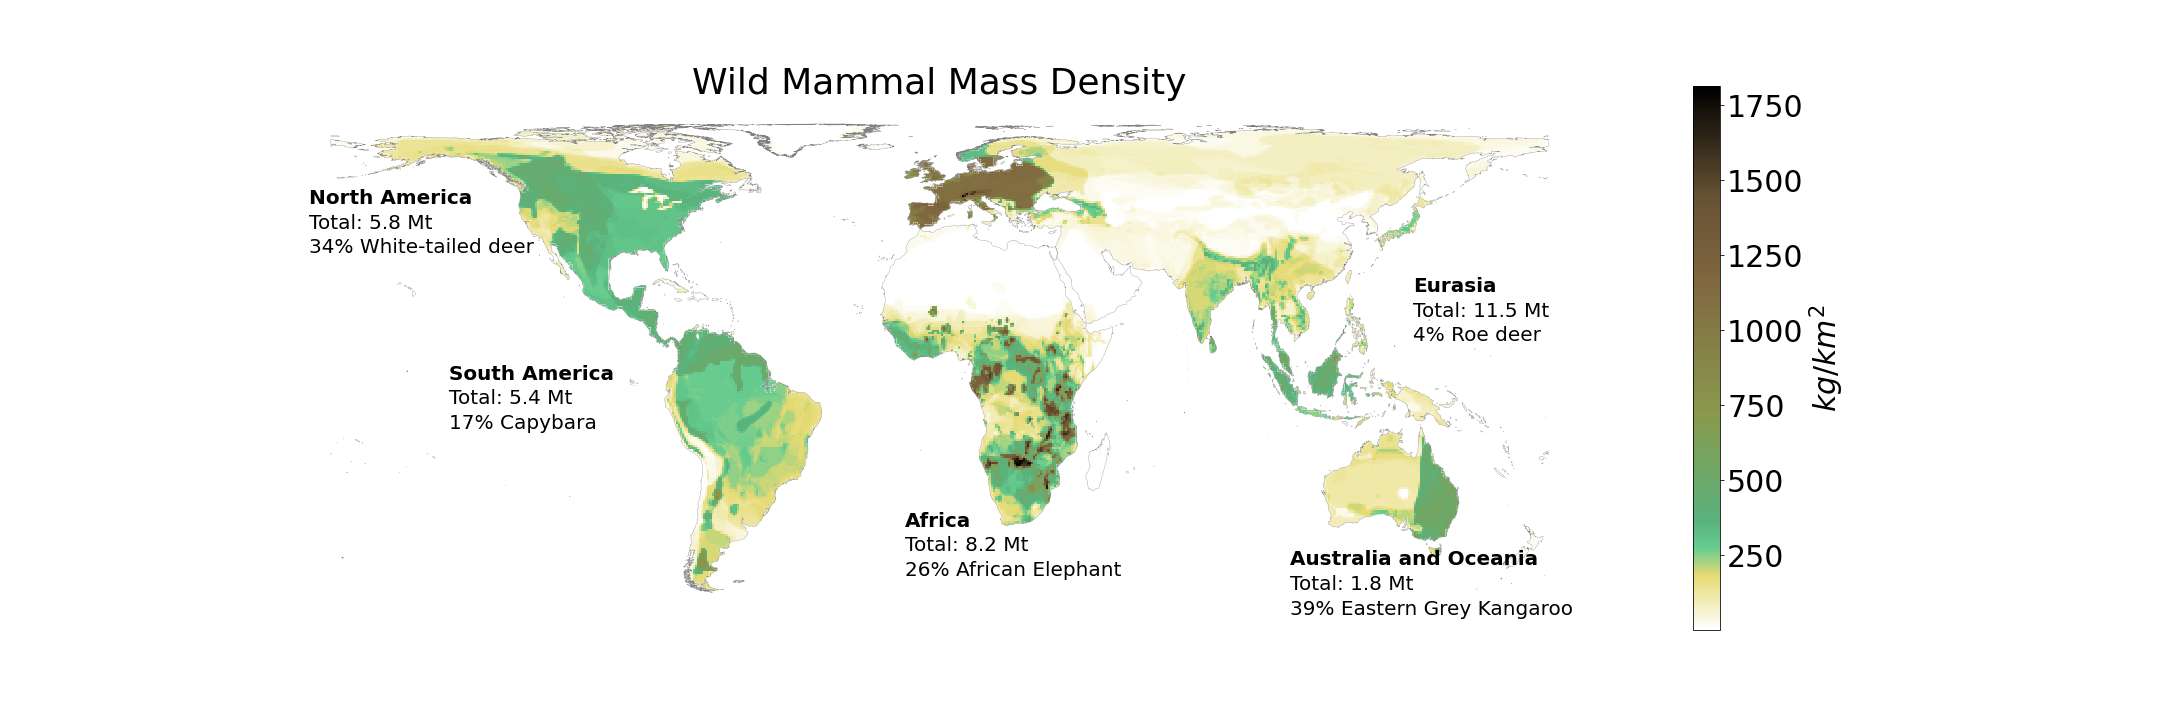 Wild Mammal Mass Density
North America
Total: 5.8 Mt
34% White-tailed deer
South America
Total: 5.4 Mt
17% Capybara
Africa
Total: 8.2 Mt
26% African Elephant
Eurasia
Total: 11.5 Mt
4% Roe deer
Australia and Oceania
Total: 1.8 Mt
39% Eastern Grey Kangaroo
1750
1500
1250
1000
750
500
250
kg/km²